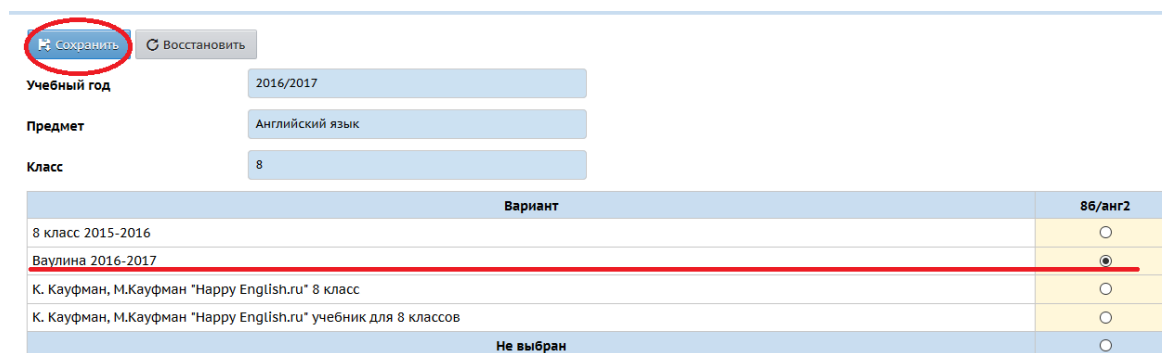 Сохранить Восстановить
Учебный год 2016/2017
Предмет Английский язык
Класс 8
Вариант 8б/анг2
8 класс 2015-2016
Ваулина 2016-2017
К. Кауфман, М.Кауфман "Happy English.ru" 8 класс
К. Кауфман, М.Кауфман "Happy English.ru" учебник для 8 классов
Не выбран